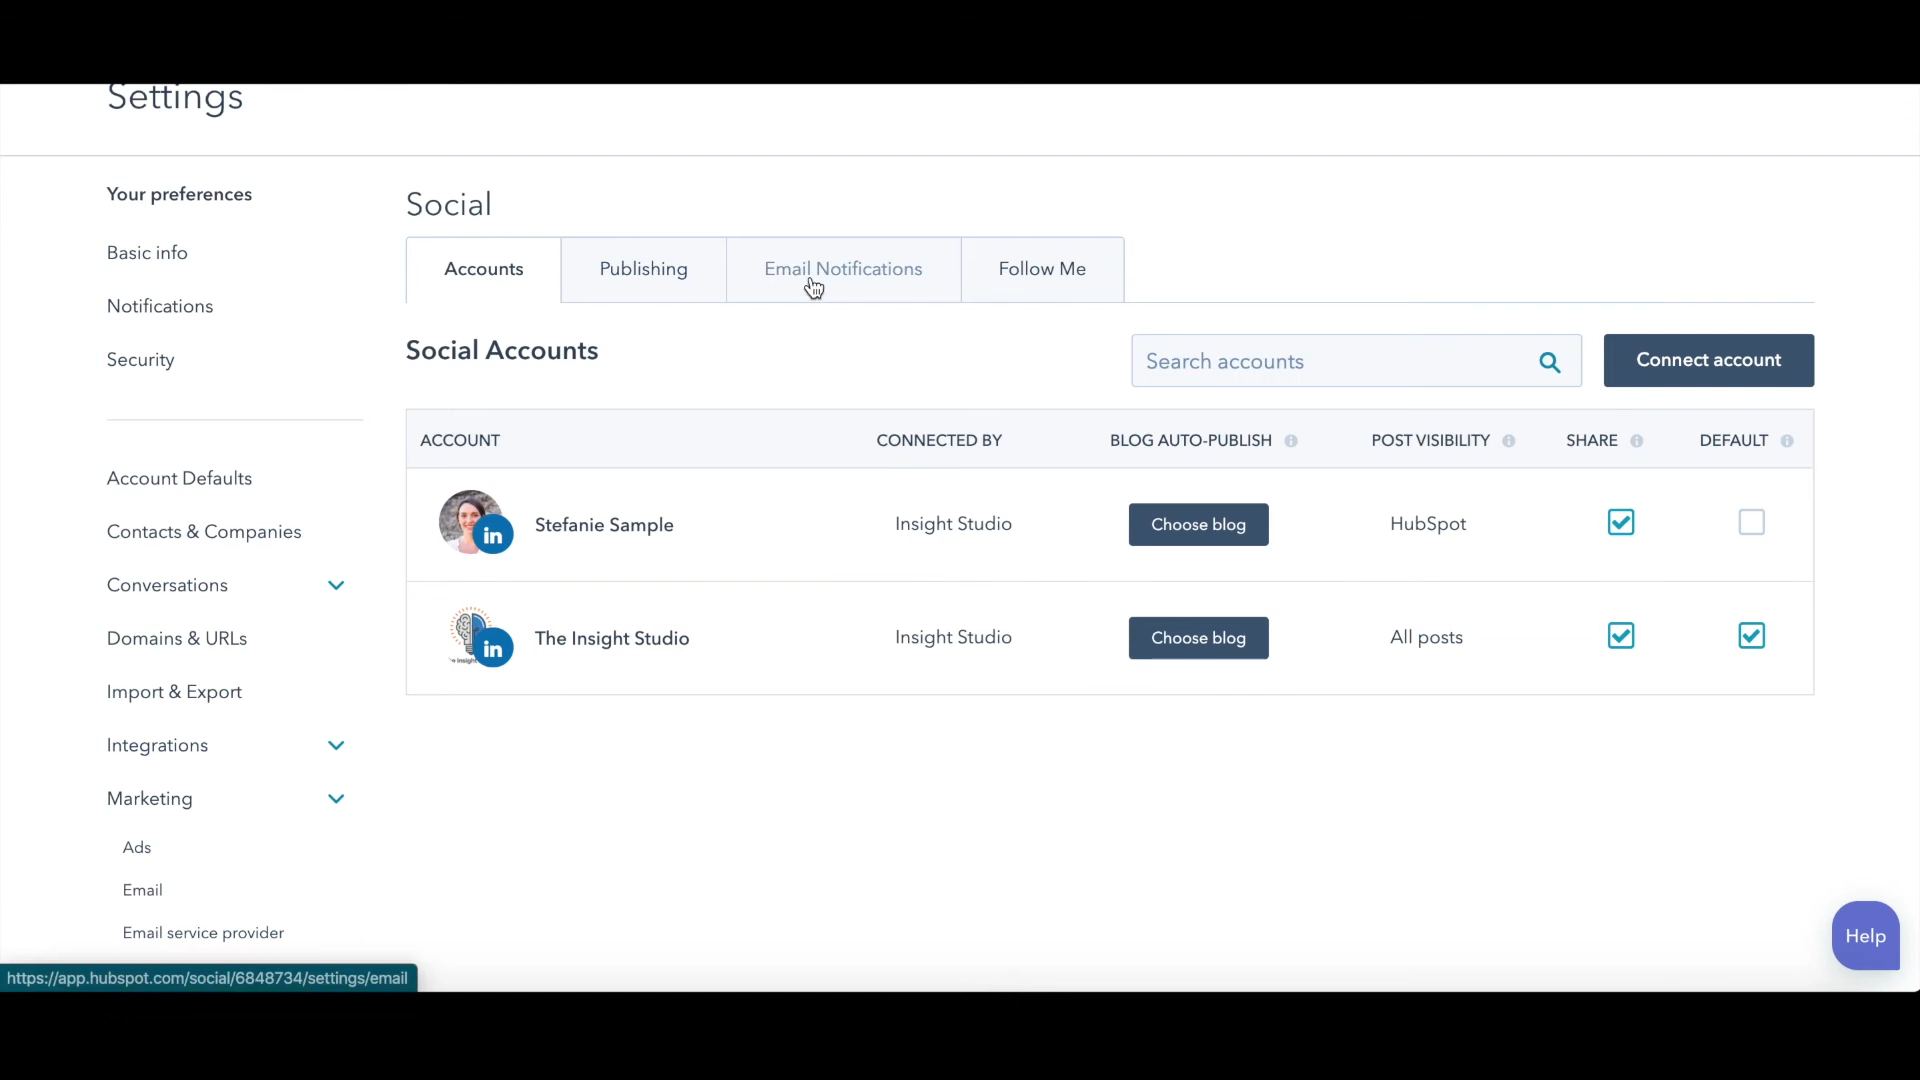 Settings
Your preferences
Basic info
Notifications
Security
Account Defaults
Contacts & Companies
Conversations
Domains & URLs
Import & Export
Integrations
Marketing
Ads
Email
Email service provider
https://app.hubspot.com/social/6848734/settings/email
Social
Accounts Publishing Email Notifications Follow Me
Social Accounts
Search accounts
Connect account
ACCOUNT CONNECTED BY BLOG AUTO-PUBLISH POST VISIBILITY SHARE DEFAULT
in Stefanie Sample Insight Studio Choose blog HubSpot
in The Insight Studio Insight Studio Choose blog All posts
Help